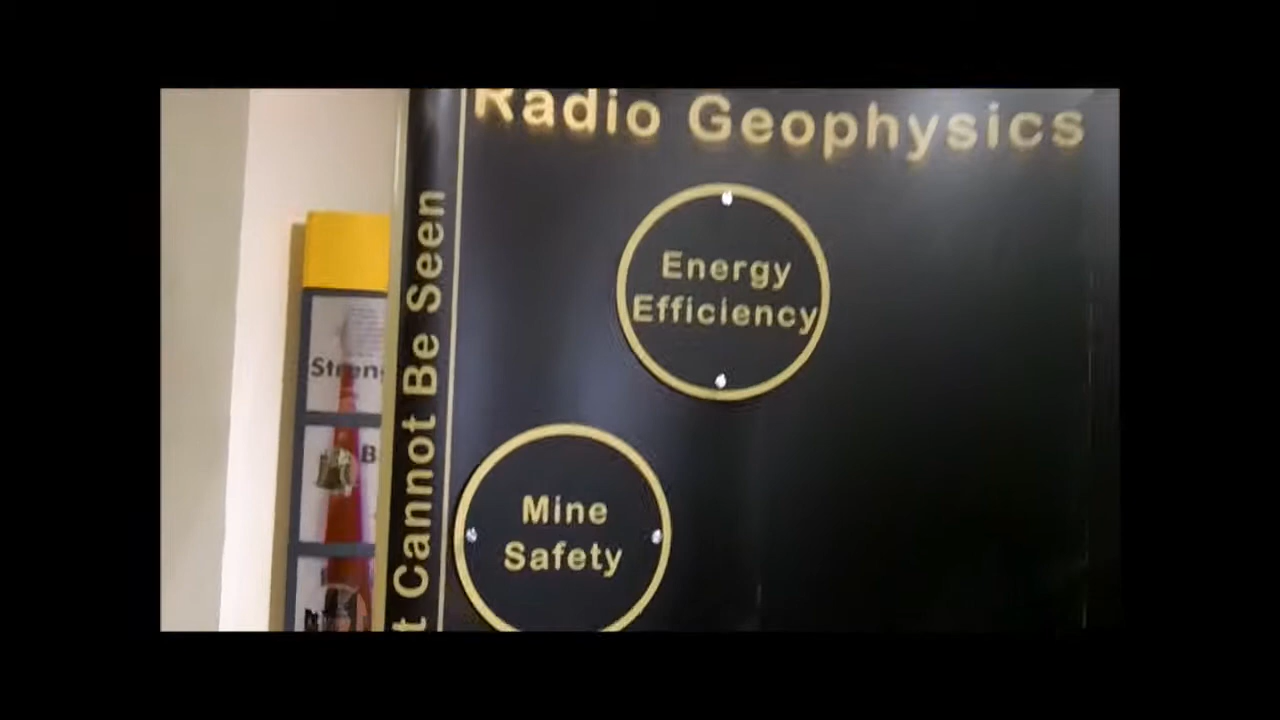 Radio Geophysics
Energy
Efficiency
Mine
Safety
Cannot Be Seen